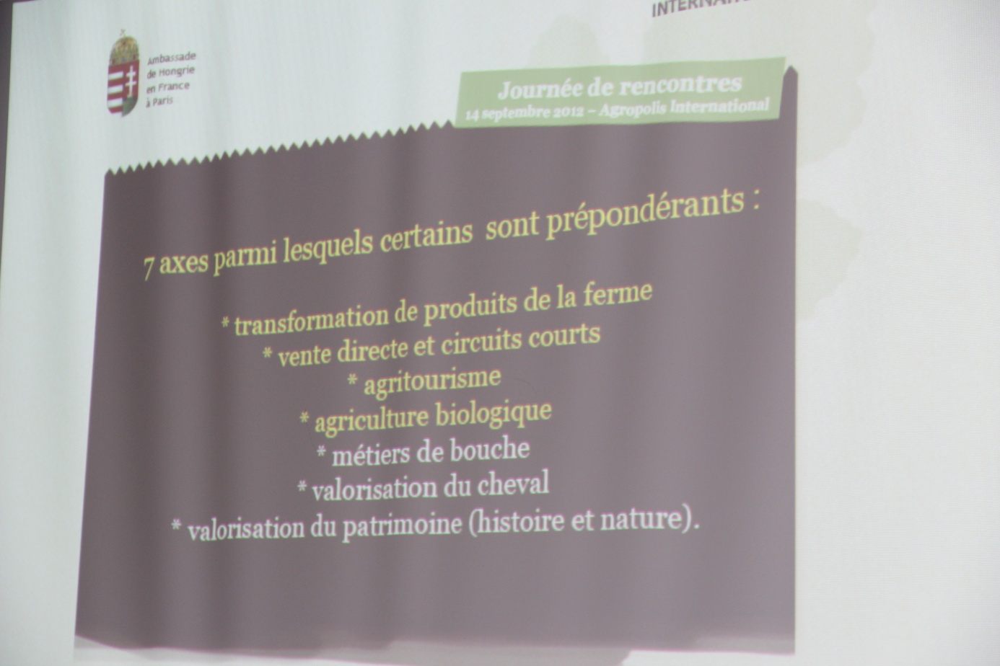 Ambassade
de Hongrie
en France
à Paris
Journée de rencontres
14 septembre 2012 – Agropolis International
7 axes parmi lesquels certains sont prépondérants :
* transformation de produits de la ferme
* vente directe et circuits courts
* agritourisme
* agriculture biologique
* métiers de bouche
* valorisation du cheval
* valorisation du patrimoine (histoire et nature).